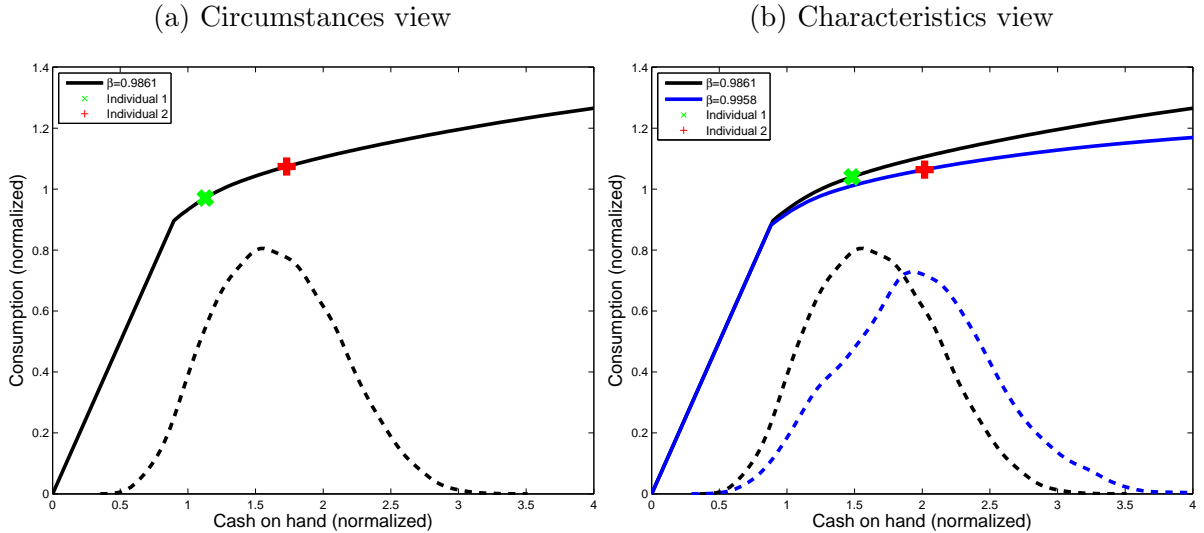 (a) Circumstances view
1.4
1.2
1
0.8
0.6
0.4
0.2
0
0 0.5 1 1.5 2 2.5 3 3.5 4
Consumption (normalized)
Cash on hand (normalized)
β=0.9861
Individual 1
Individual 2
(b) Characteristics view
1.4
1.2
1
0.8
0.6
0.4
0.2
0
0 0.5 1 1.5 2 2.5 3 3.5 4
Consumption (normalized)
Cash on hand (normalized)
β=0.9861
β=0.9958
Individual 1
Individual 2